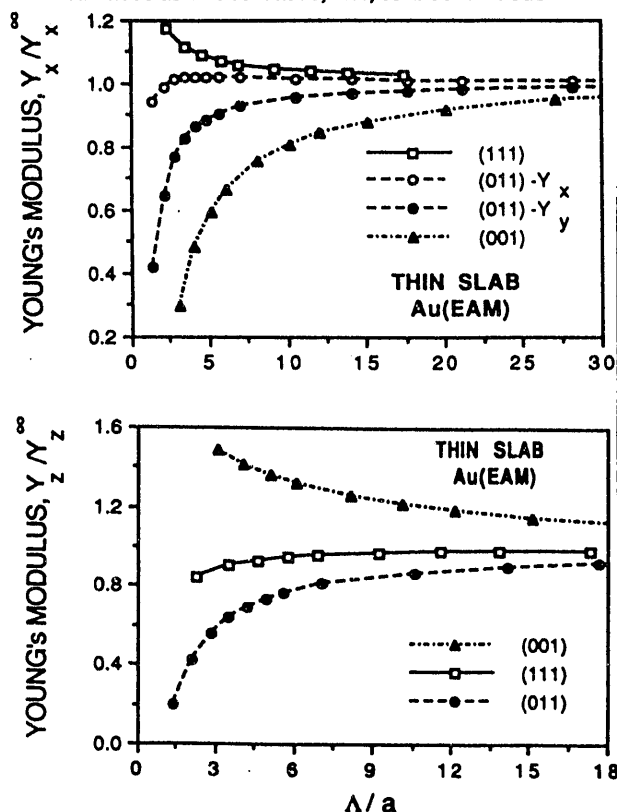 YOUNG's MODULUS, Y /Y
x x
∞
1.2
1.0
0.8
0.6
0.4
0.2
(111)
(011) -Y x
(011) -Y y
(001)
THIN SLAB
Au(EAM)
0 5 10 15 20 25 30
YOUNG's MODULUS, Y /Y
z z
∞
1.6
1.2
0.8
0.4
0.0
THIN SLAB
Au(EAM)
(001)
(111)
(011)
0 3 6 9 12 15 18
Λ/a